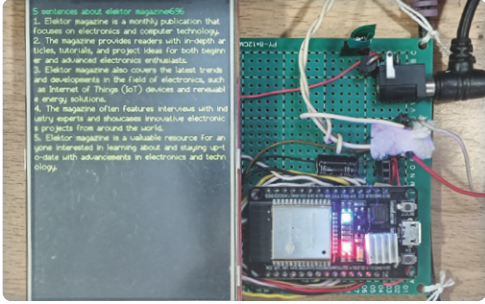 5 sentences about elektor magazine696
1. Elektor magazine is a monthly publication that
focuses on electronics and computer technology.
2. The magazine provides readers with in-depth ar
ticles, tutorials, and project ideas for both beginn
er and advanced electronics enthusiasts.
3. Elektor magazine also covers the latest trends
and developments in the field of electronics, such
as Internet of Things (IoT) devices and renewabl
e energy solutions.
4. The magazine often features interviews with ind
ustry experts and showcases innovative electronic
s projects from around the world.
5. Elektor magazine is a valuable resource for an
yone interested in learning about and staying up-t
o-date with advancements in electronics and techn
ology.